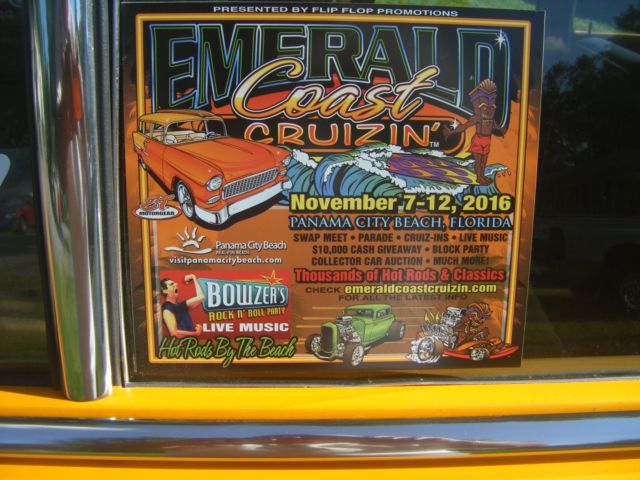 PRESENTED BY FLIP FLOP PROMOTIONS
EMERALD
Coast
CRUIZIN'™
November 7-12, 2016
PANAMA CITY BEACH, FLORIDA
SWAP MEET • PARADE • CRUIZ-INS • LIVE MUSIC
$10,000 CASH GIVEAWAY • BLOCK PARTY
COLLECTOR CAR AUCTION • MUCH MORE!
Thousands of Hot Rods & Classics
CHECK emeraldcoastcruizin.com
FOR ALL THE LATEST INFO
MOTORGEAR
Panama City Beach
visitpanamacitybeach.com
BOWZER'S
ROCK N' ROLL PARTY
LIVE MUSIC
Hot Rods By The Beach